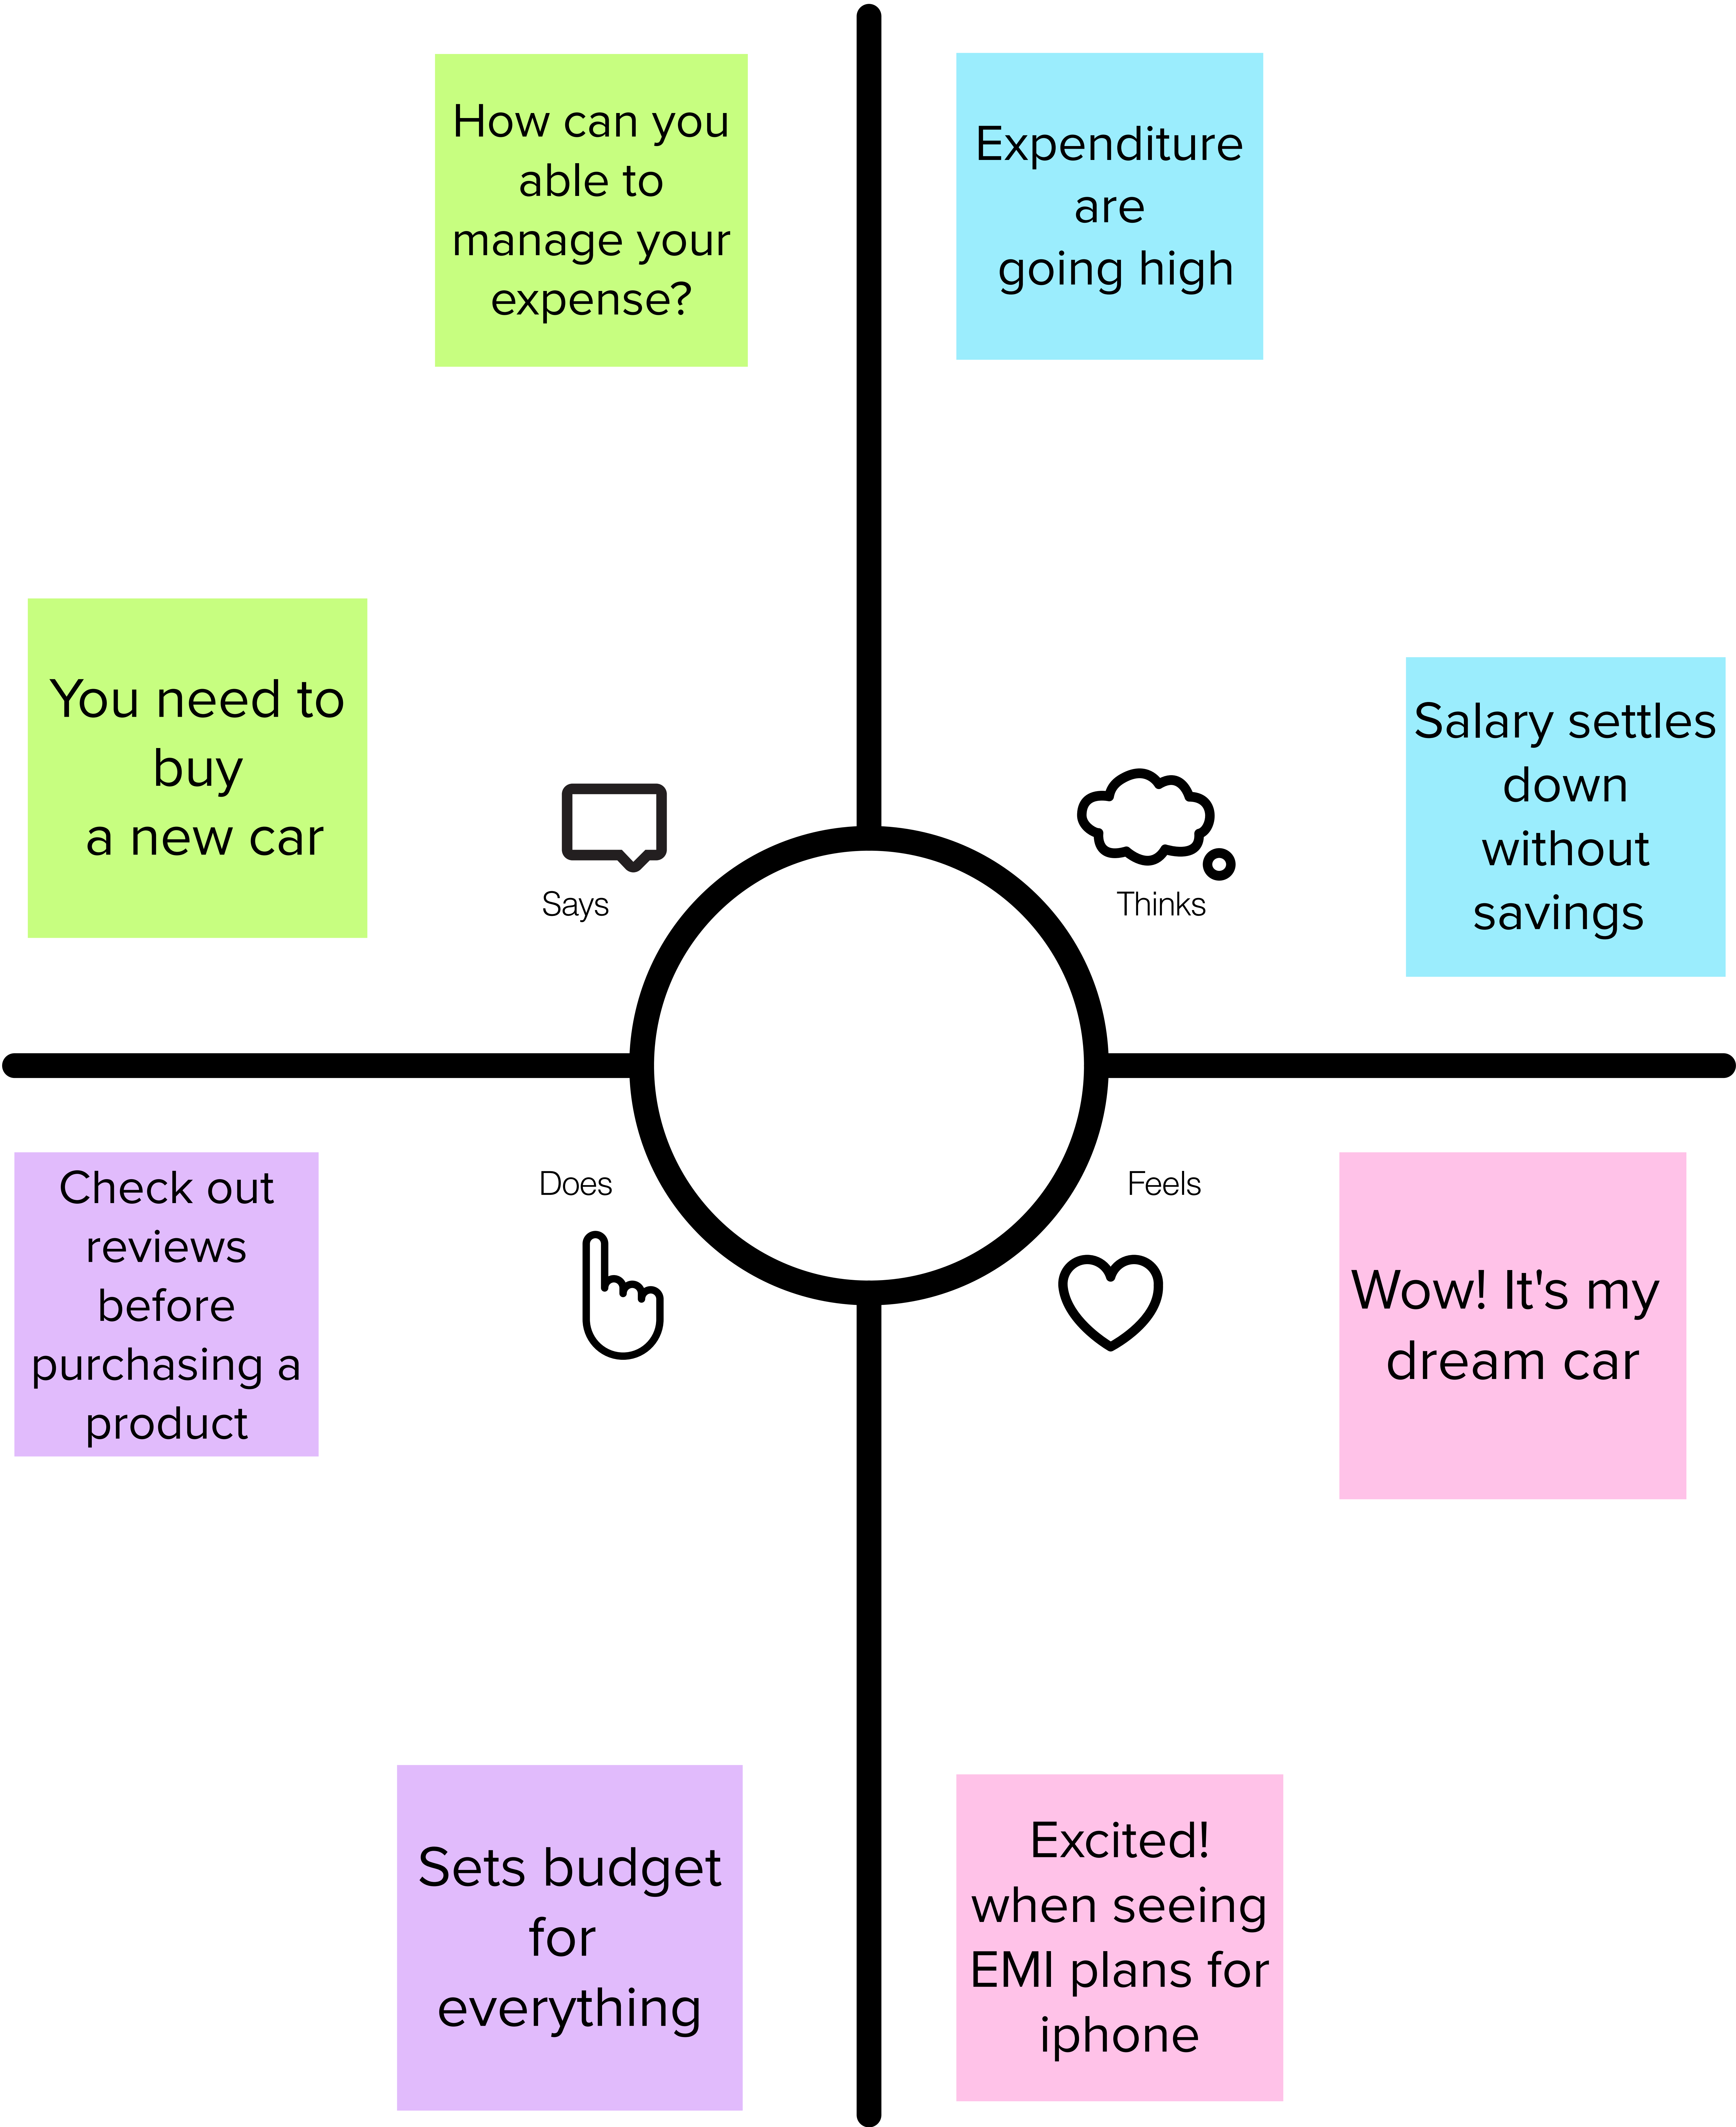 How can you
able to
manage your
expense?
Expenditure
are
going high
You need to
buy
a new car
Salary settles
down
without
savings
Says
Thinks
Does
Feels
Check out
reviews
before
purchasing a
product
Wow! It's my
dream car
Sets budget
for
everything
Excited!
when seeing
EMI plans for
iphone